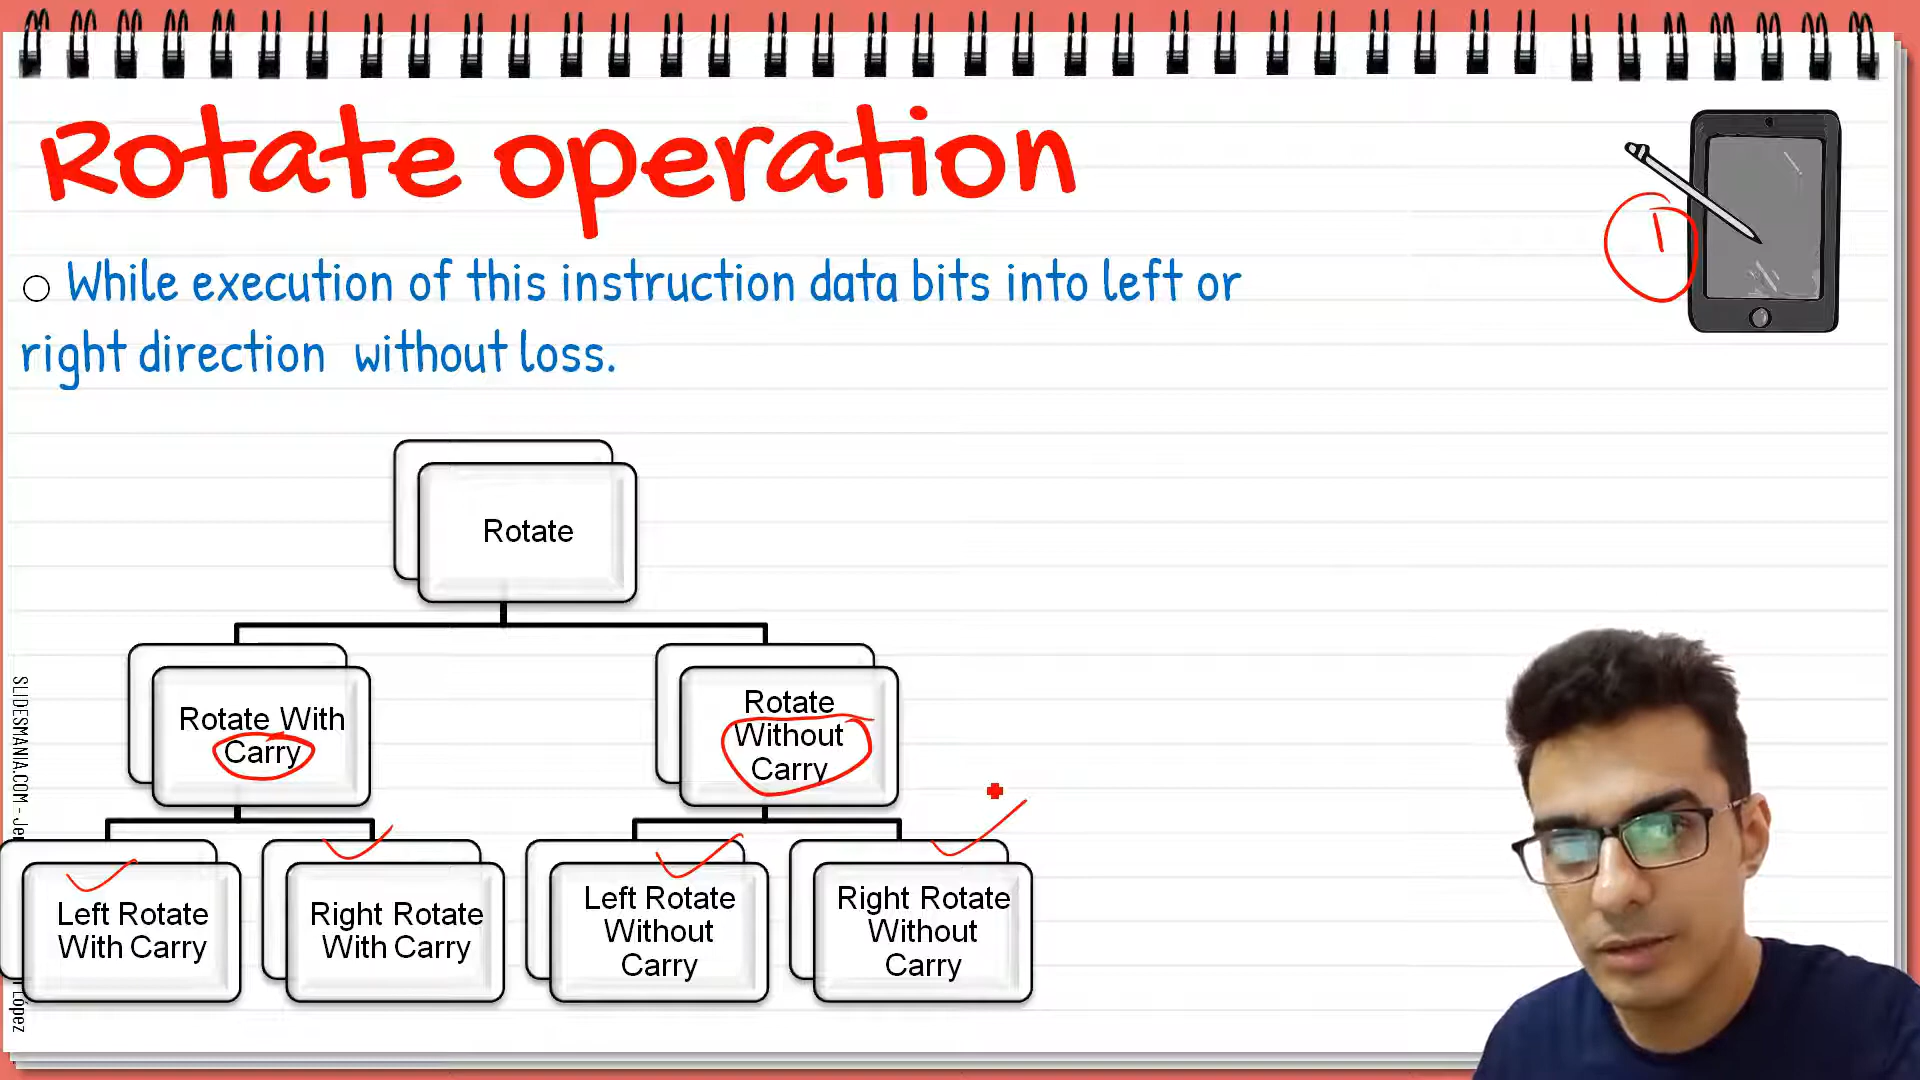 Rotate operation
1
While execution of this instruction data bits into left or
right direction without loss.
Rotate
Rotate With
Carry
Rotate
Without
Carry
Left Rotate
With Carry
Right Rotate
With Carry
Left Rotate
Without
Carry
Right Rotate
Without
Carry
SLIDESMANIA.COM - López